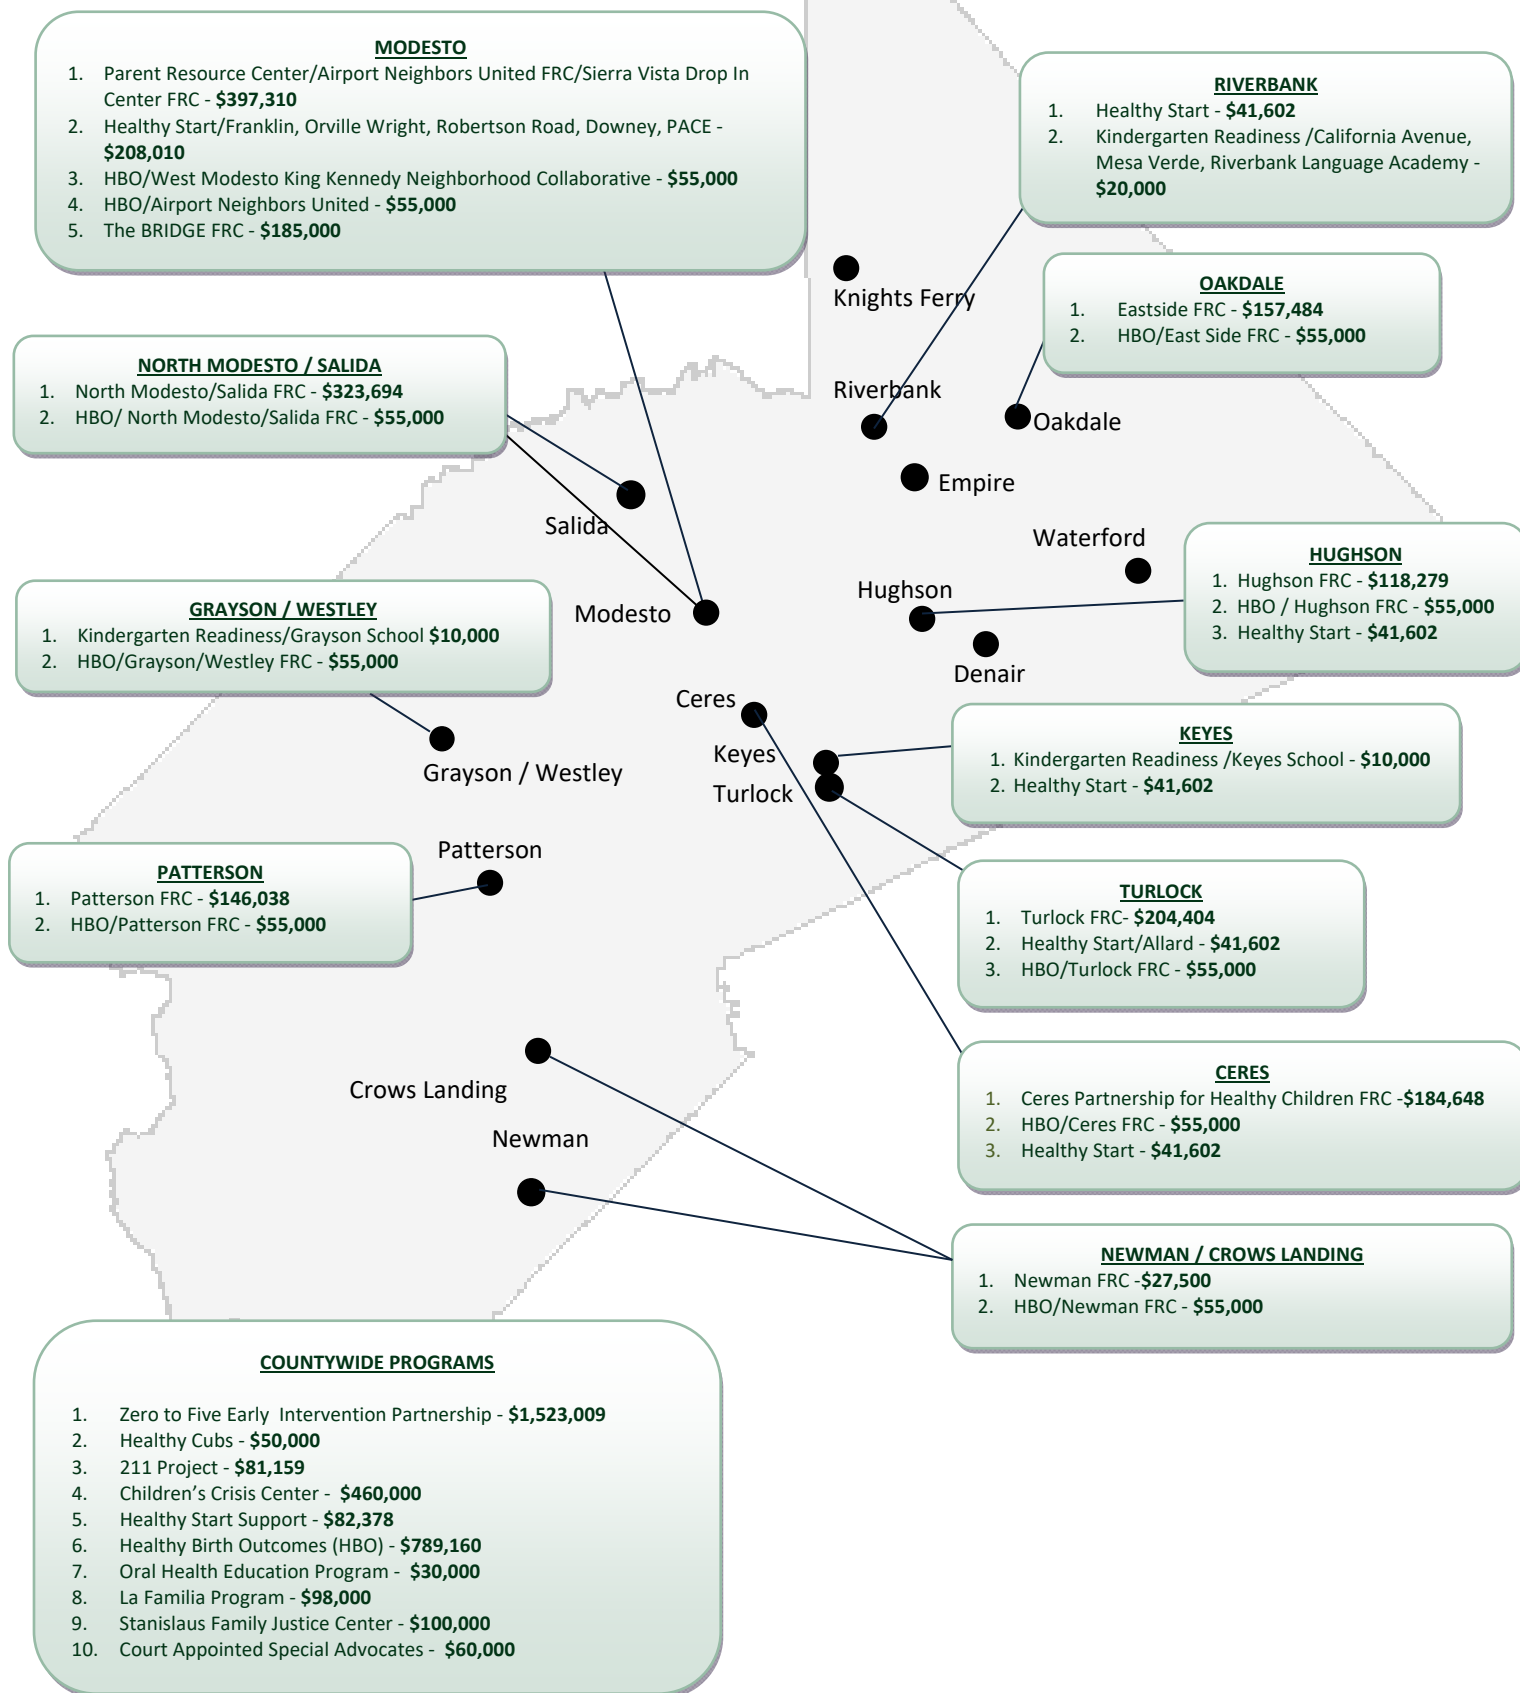 MODESTO
1. Parent Resource Center/Airport Neighbors United FRC/Sierra Vista Drop In
Center FRC - $397,310
2. Healthy Start/Franklin, Orville Wright, Robertson Road, Downey, PACE -
$208,010
3. HBO/West Modesto King Kennedy Neighborhood Collaborative - $55,000
4. HBO/Airport Neighbors United - $55,000
5. The BRIDGE FRC - $185,000
RIVERBANK
1. Healthy Start - $41,602
2. Kindergarten Readiness /California Avenue,
Mesa Verde, Riverbank Language Academy -
$20,000
Knights Ferry
OAKDALE
1. Eastside FRC - $157,484
2. HBO/East Side FRC - $55,000
NORTH MODESTO / SALIDA
1. North Modesto/Salida FRC - $323,694
2. HBO/ North Modesto/Salida FRC - $55,000
Riverbank
Oakdale
Empire
Salida
Waterford
HUGHSON
1. Hughson FRC - $118,279
2. HBO / Hughson FRC - $55,000
3. Healthy Start - $41,602
Hughson
Modesto
GRAYSON / WESTLEY
1. Kindergarten Readiness/Grayson School $10,000
2. HBO/Grayson/Westley FRC - $55,000
Denair
Ceres
Keyes
Turlock
KEYES
1. Kindergarten Readiness /Keyes School - $10,000
2. Healthy Start - $41,602
Grayson / Westley
Patterson
PATTERSON
1. Patterson FRC - $146,038
2. HBO/Patterson FRC - $55,000
TURLOCK
1. Turlock FRC- $204,404
2. Healthy Start/Allard - $41,602
3. HBO/Turlock FRC - $55,000
Crows Landing
CERES
1. Ceres Partnership for Healthy Children FRC -$184,648
2. HBO/Ceres FRC - $55,000
3. Healthy Start - $41,602
Newman
NEWMAN / CROWS LANDING
1. Newman FRC -$27,500
2. HBO/Newman FRC - $55,000
COUNTYWIDE PROGRAMS
1. Zero to Five Early Intervention Partnership - $1,523,009
2. Healthy Cubs - $50,000
3. 211 Project - $81,159
4. Children’s Crisis Center - $460,000
5. Healthy Start Support - $82,378
6. Healthy Birth Outcomes (HBO) - $789,160
7. Oral Health Education Program - $30,000
8. La Familia Program - $98,000
9. Stanislaus Family Justice Center - $100,000
10. Court Appointed Special Advocates - $60,000